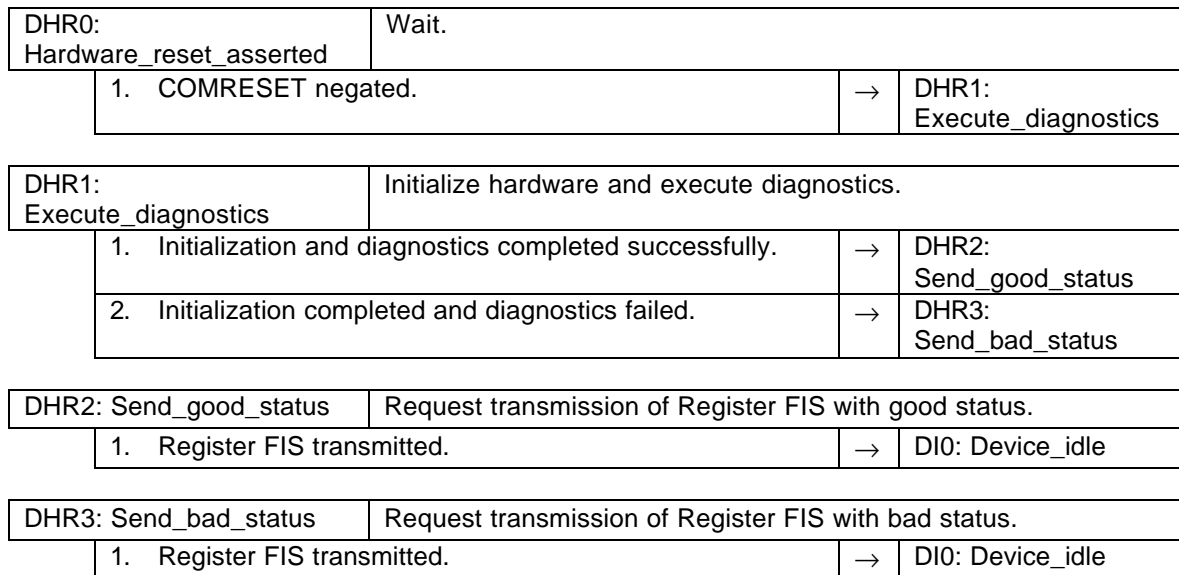 DHR0: Wait.
Hardware_reset_asserted
1. COMRESET negated. → DHR1:
Execute_diagnostics
DHR1: Initialize hardware and execute diagnostics.
Execute_diagnostics
1. Initialization and diagnostics completed successfully. → DHR2:
Send_good_status
2. Initialization completed and diagnostics failed. → DHR3:
Send_bad_status
DHR2: Send_good_status Request transmission of Register FIS with good status.
1. Register FIS transmitted. → DI0: Device_idle
DHR3: Send_bad_status Request transmission of Register FIS with bad status.
1. Register FIS transmitted. → DI0: Device_idle